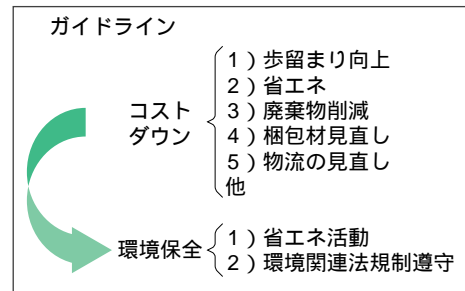 ガイドライン
コスト
ダウン
1）歩留まり向上
2）省エネ
3）廃棄物削減
4）梱包材見直し
5）物流の見直し
他
環境保全
1）省エネ活動
2）環境関連法規制遵守